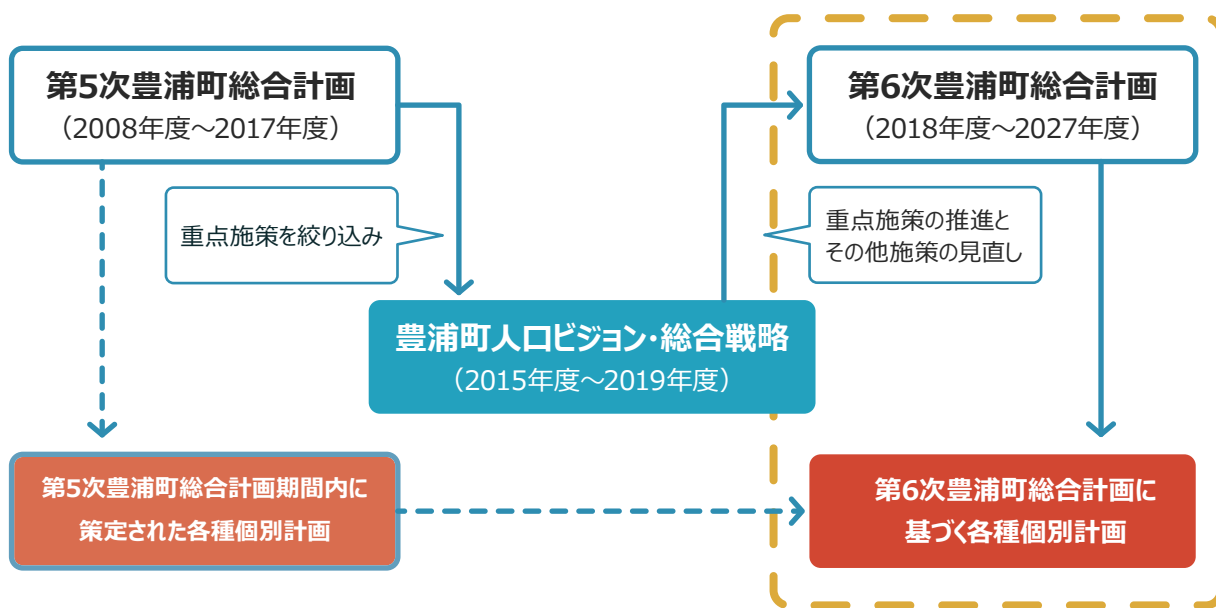 第5次豊浦町総合計画
（2008年度～2017年度）
第6次豊浦町総合計画
（2018年度～2027年度）
重点施策を絞り込み
重点施策の推進と
その他施策の見直し
豊浦町人口ビジョン・総合戦略
（2015年度～2019年度）
第5次豊浦町総合計画期間内に
策定された各種個別計画
第6次豊浦町総合計画に
基づく各種個別計画